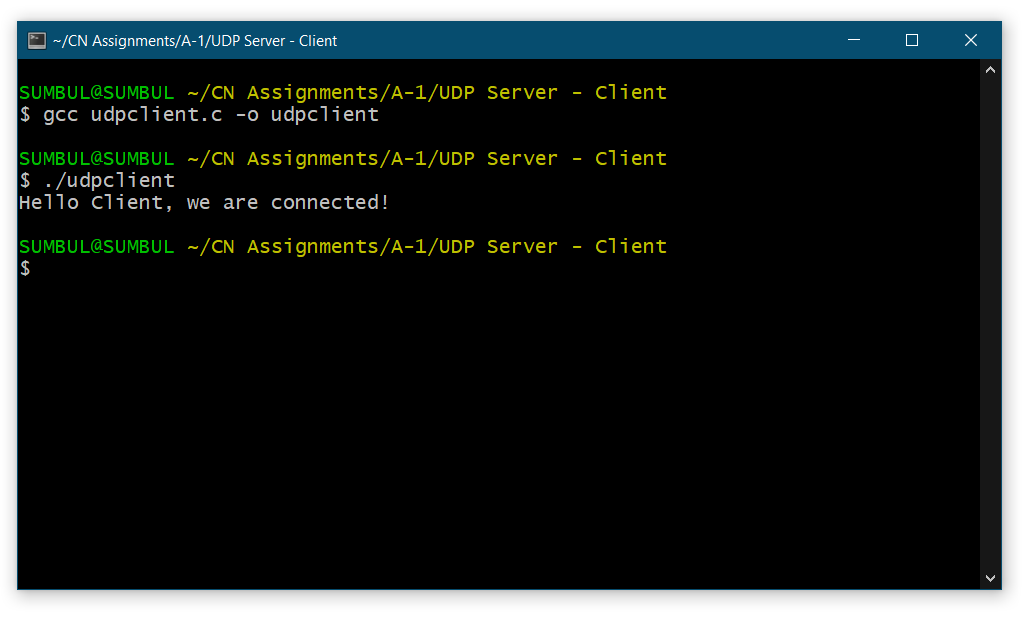 ~/CN Assignments/A-1/UDP Server - Client
SUMBUL@SUMBUL ~/CN Assignments/A-1/UDP Server - Client
$ gcc udpclient.c -o udpclient
SUMBUL@SUMBUL ~/CN Assignments/A-1/UDP Server - Client
$ ./udpclient
Hello Client, we are connected!
SUMBUL@SUMBUL ~/CN Assignments/A-1/UDP Server - Client
$